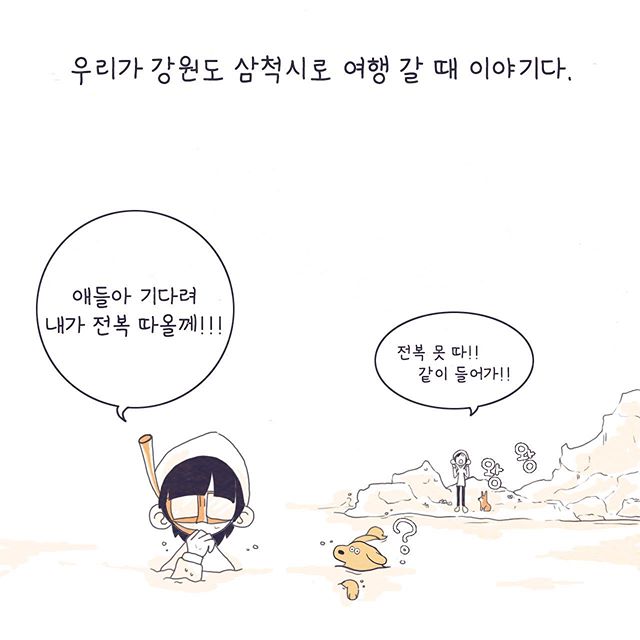 우리가 강원도 삼척시로 여행 갈 때 이야기다.
애들아 기다려
내가 전복 따올께!!!
전복 못 따!!
같이 들어가!!
왕 왕
?